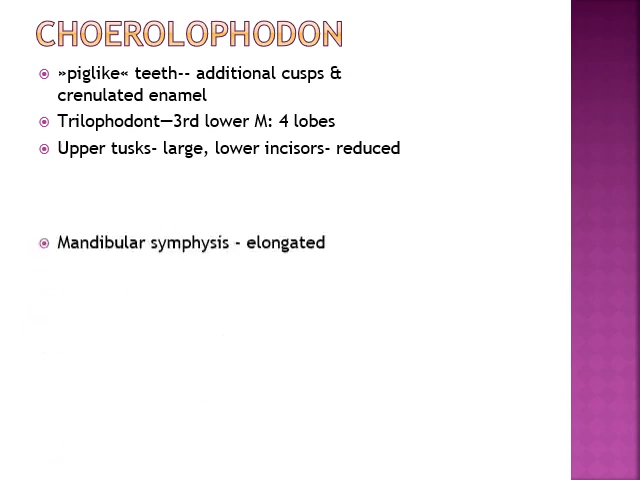 CHOEROLOPHODON
»piglike« teeth-- additional cusps &
crenulated enamel
Trilophodont—3rd lower M: 4 lobes
Upper tusks- large, lower incisors- reduced
Mandibular symphysis - elongated